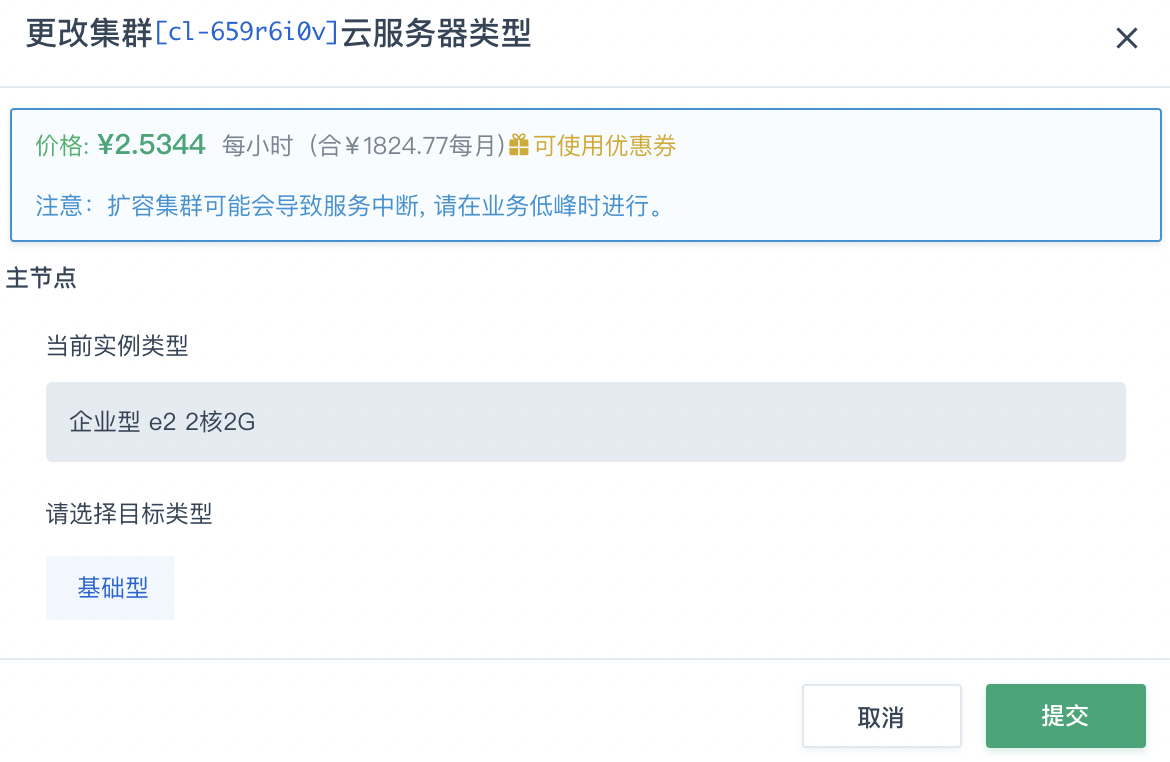 更改集群[cl-659r6i0v]云服务器类型
价格: ¥2.5344 每小时（合￥1824.77每月)可使用优惠券
注意：扩容集群可能会导致服务中断, 请在业务低峰时进行。
主节点
当前实例类型
企业型 e2 2核2G
请选择目标类型
基础型
取消
提交